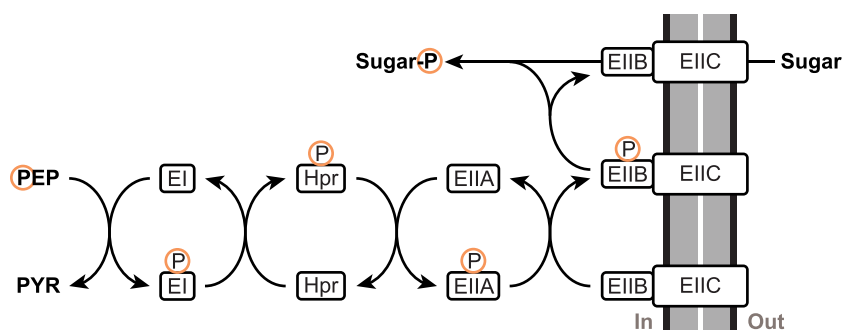 Sugar-P EIIB EIIC Sugar
P P
PEP EI Hpr EIIA EIIB EIIC
P P
PYR EI Hpr EIIA EIIB EIIC
In Out